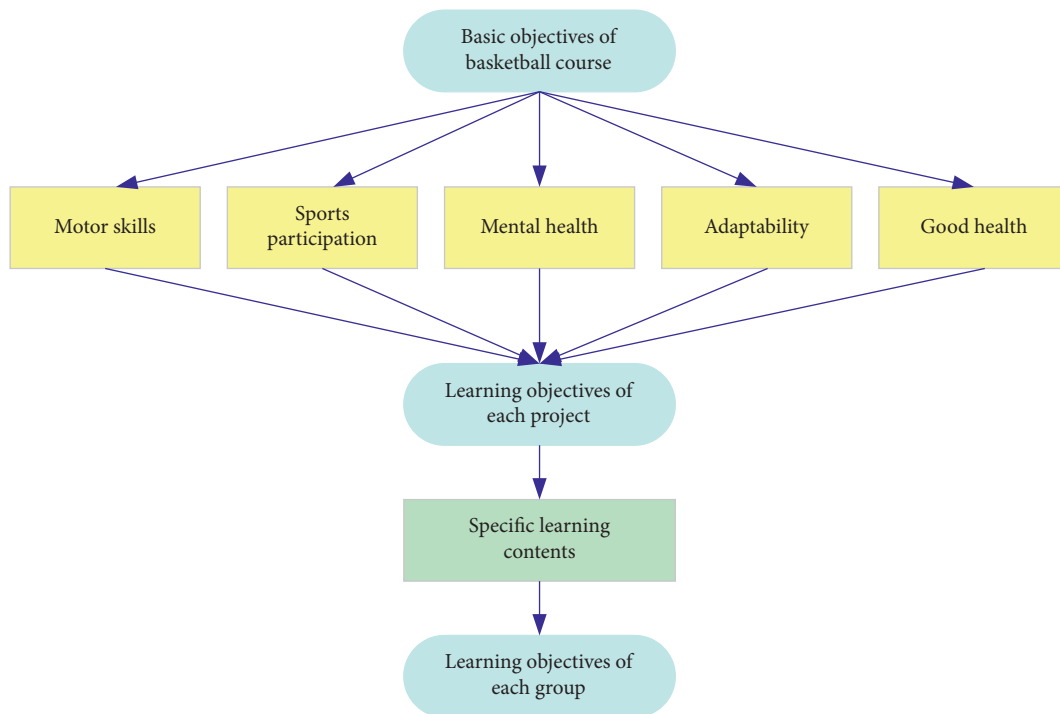 Basic objectives of
basketball course
Motor skills
Sports
participation
Mental health
Adaptability
Good health
Learning objectives of
each project
Specific learning
contents
Learning objectives of
each group